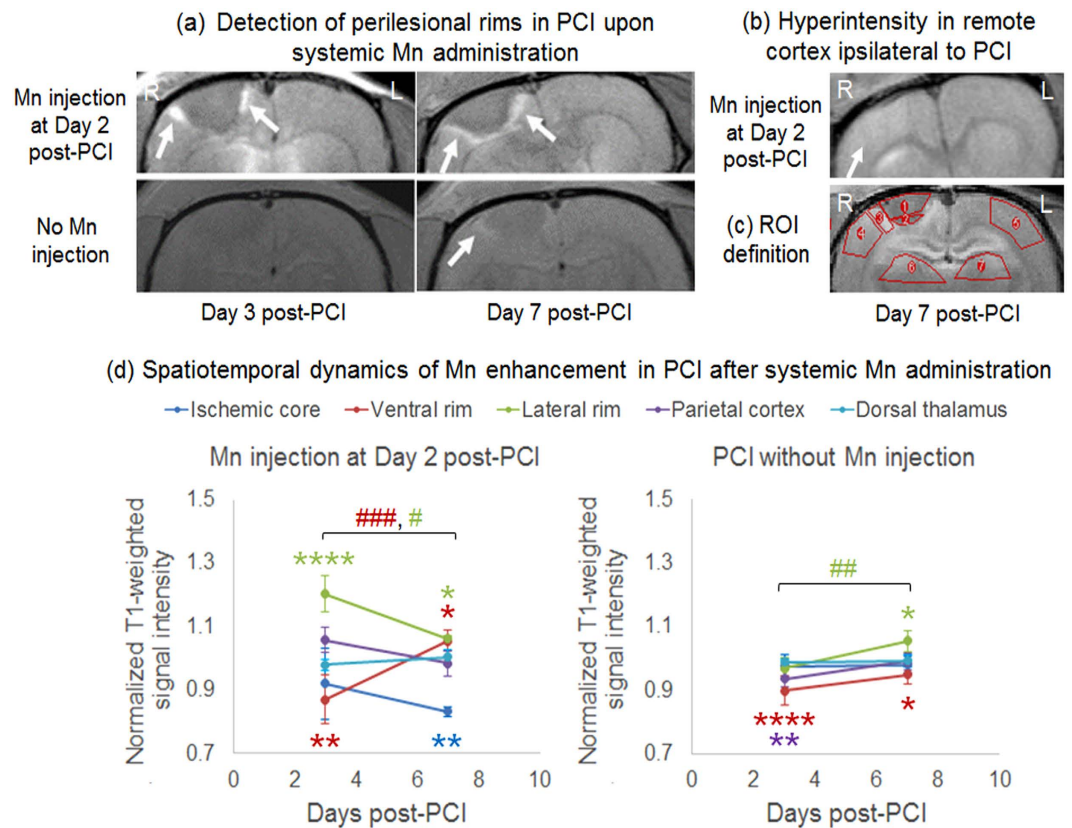 (a) Detection of perilesional rims in PCI upon
systemic Mn administration
(b) Hyperintensity in remote
cortex ipsilateral to PCI
Mn injection
at Day 2
post-PCI
R
L
Mn injection
at Day 2
post-PCI
R
L
No Mn
injection
(c) ROI
definition
R
L
1
2
3
4
5
6
7
Day 3 post-PCI
Day 7 post-PCI
Day 7 post-PCI
(d) Spatiotemporal dynamics of Mn enhancement in PCI after systemic Mn administration
Ischemic core
Ventral rim
Lateral rim
Parietal cortex
Dorsal thalamus
Mn injection at Day 2 post-PCI
Normalized T1-weighted
signal intensity
1.5
1.3
1.1
0.9
0.7
###, #
****
*
*
**
**
0
2
4
6
8
10
Days post-PCI
PCI without Mn injection
Normalized T1-weighted
signal intensity
1.5
1.3
1.1
0.9
0.7
##
*
****
**
*
0
2
4
6
8
10
Days post-PCI